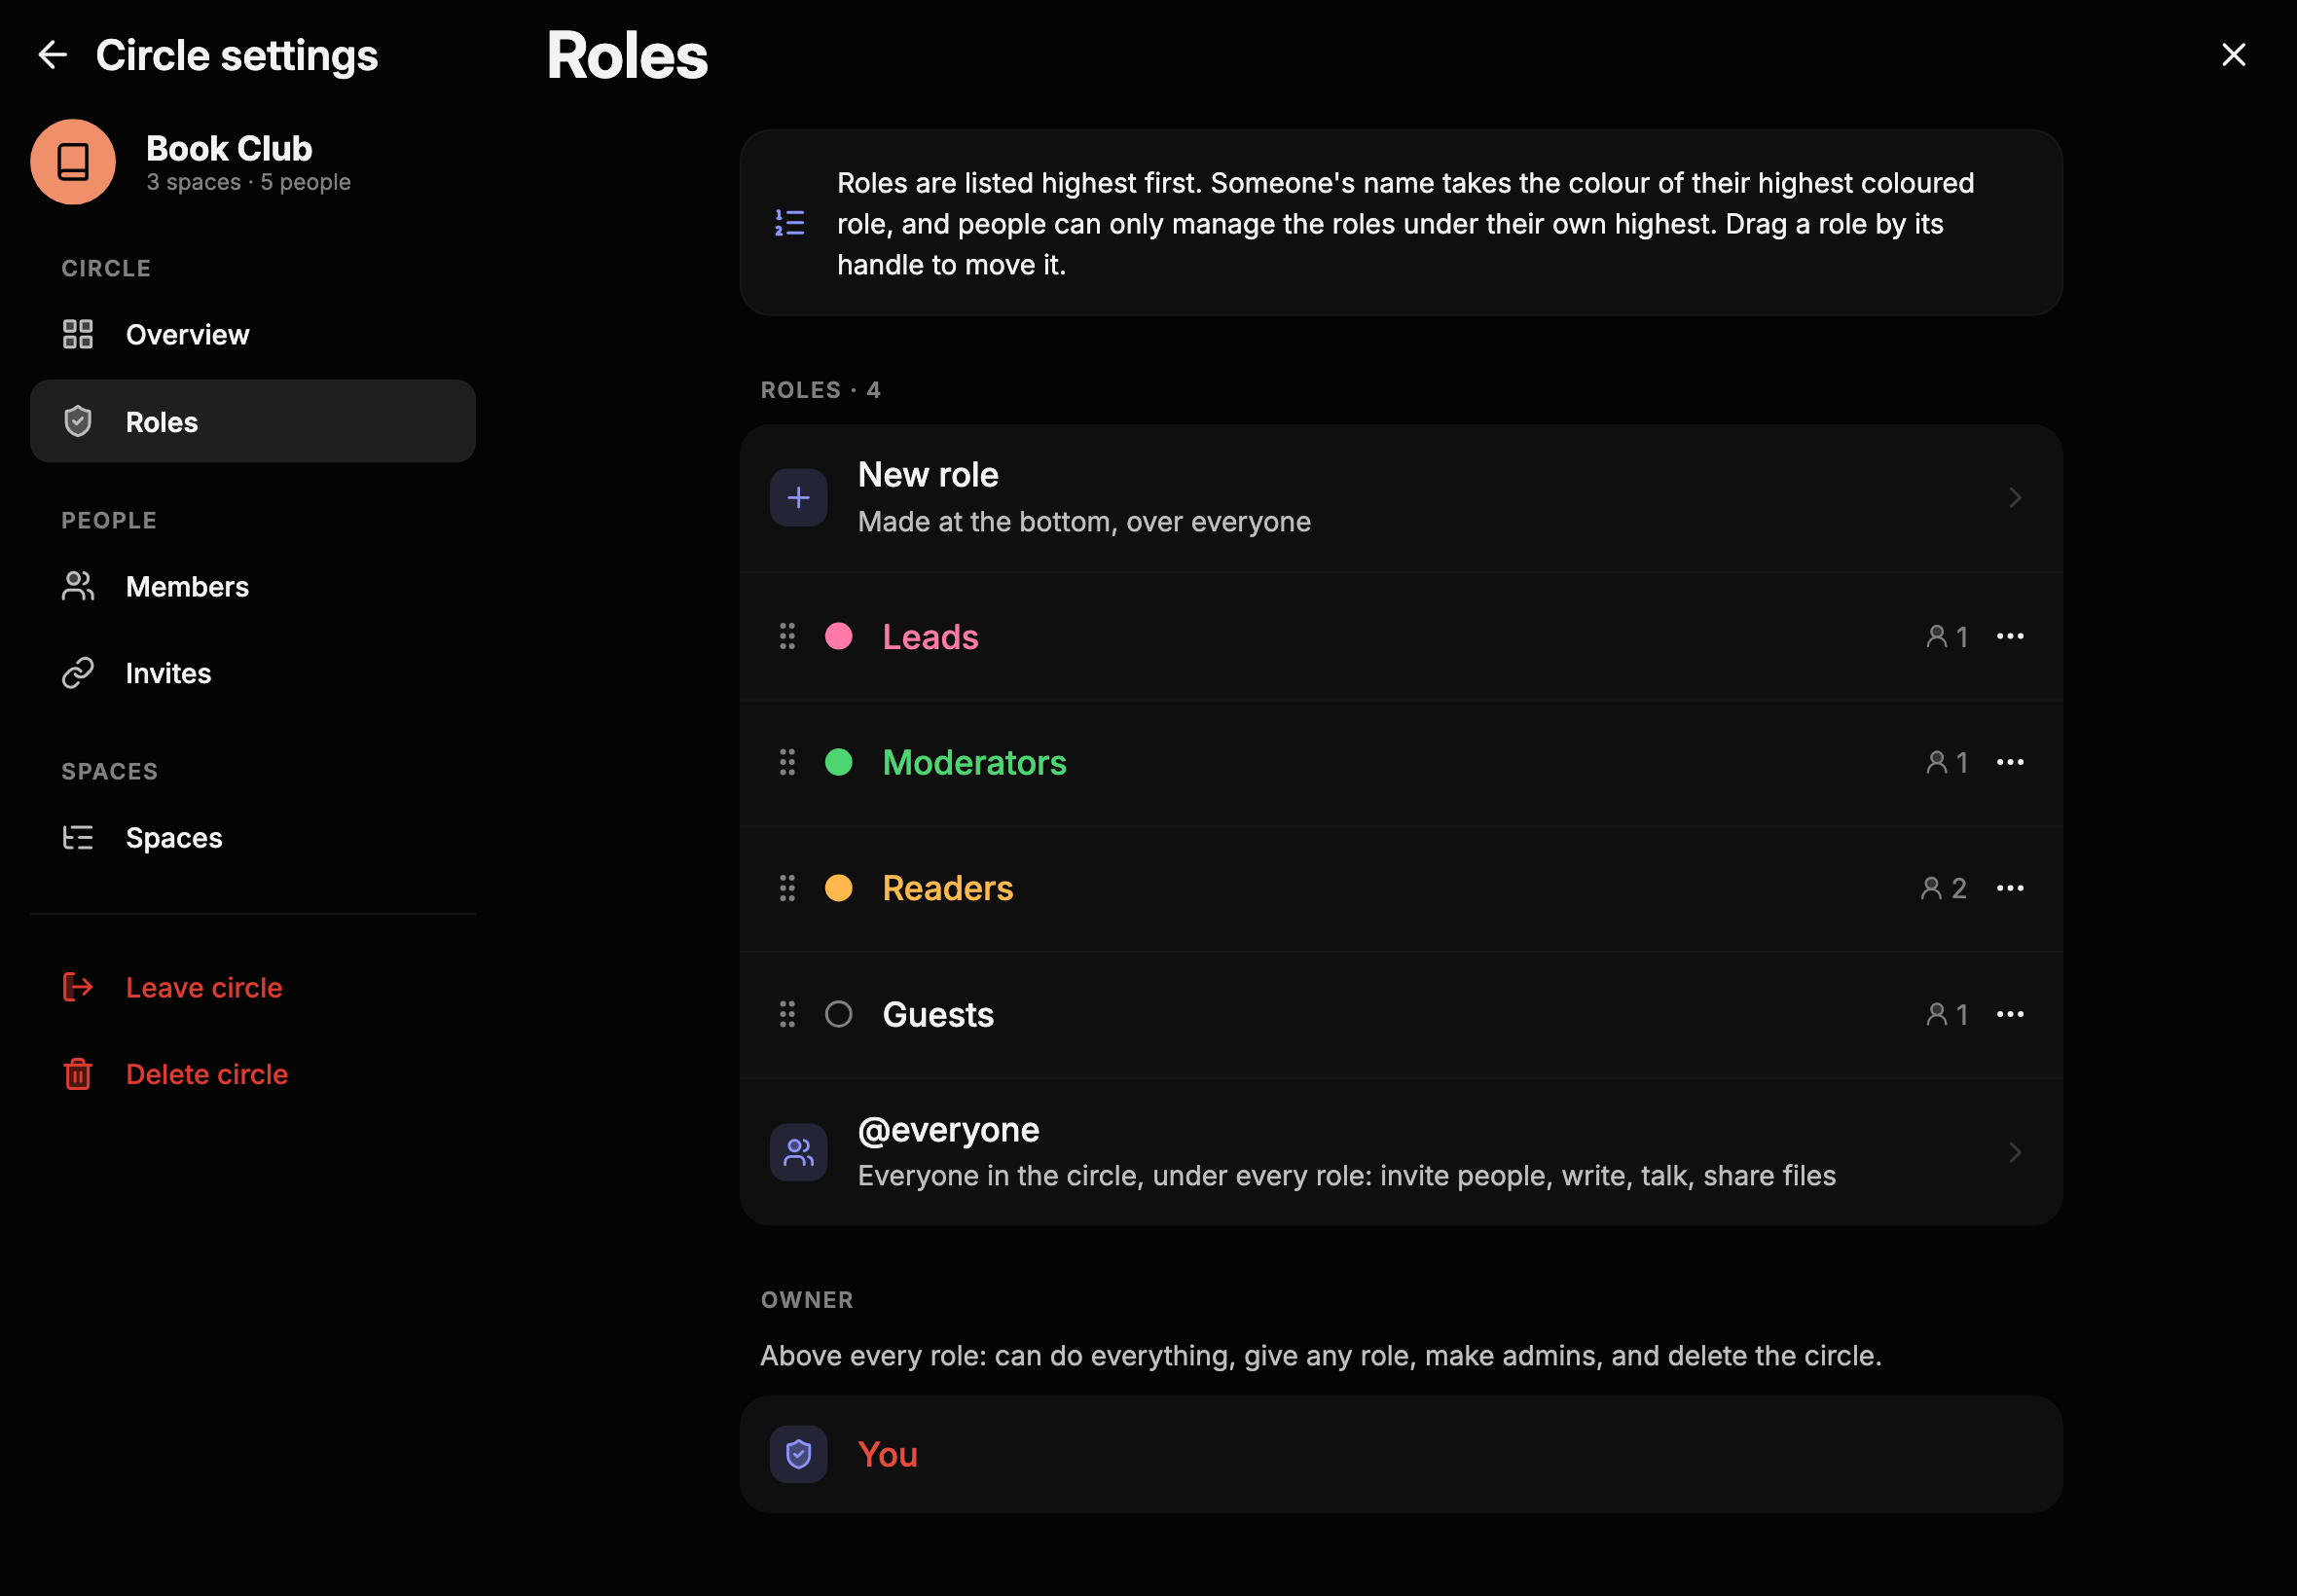 Circle settings
Book Club
3 spaces · 5 people
CIRCLE
Overview
Roles
PEOPLE
Members
Invites
SPACES
Spaces
Leave circle
Delete circle
Roles
Roles are listed highest first. Someone's name takes the colour of their highest coloured
role, and people can only manage the roles under their own highest. Drag a role by its
handle to move it.
ROLES · 4
New role
Made at the bottom, over everyone
Leads 1
Moderators 1
Readers 2
Guests 1
@everyone
Everyone in the circle, under every role: invite people, write, talk, share files
OWNER
Above every role: can do everything, give any role, make admins, and delete the circle.
You